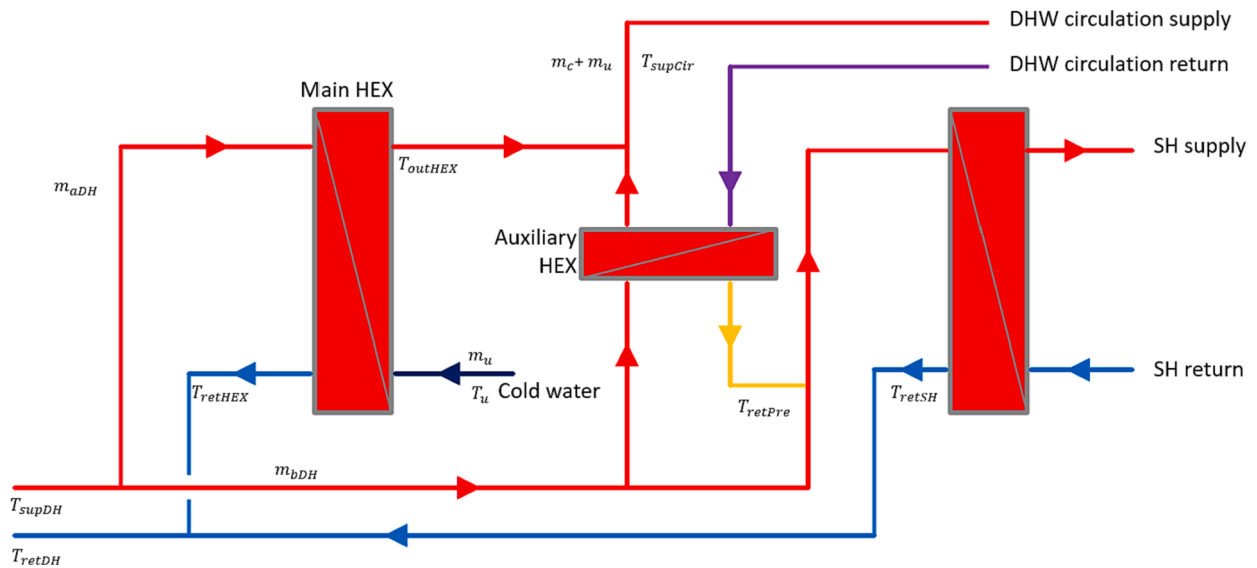 DHW circulation supply
m_c + m_u
T_supCir
DHW circulation return
Main HEX
SH supply
T_outHEX
m_aDH
Auxiliary
HEX
m_u
T_retHEX
T_u Cold water
T_retPre
T_retSH
SH return
m_bDH
T_supDH
T_retDH